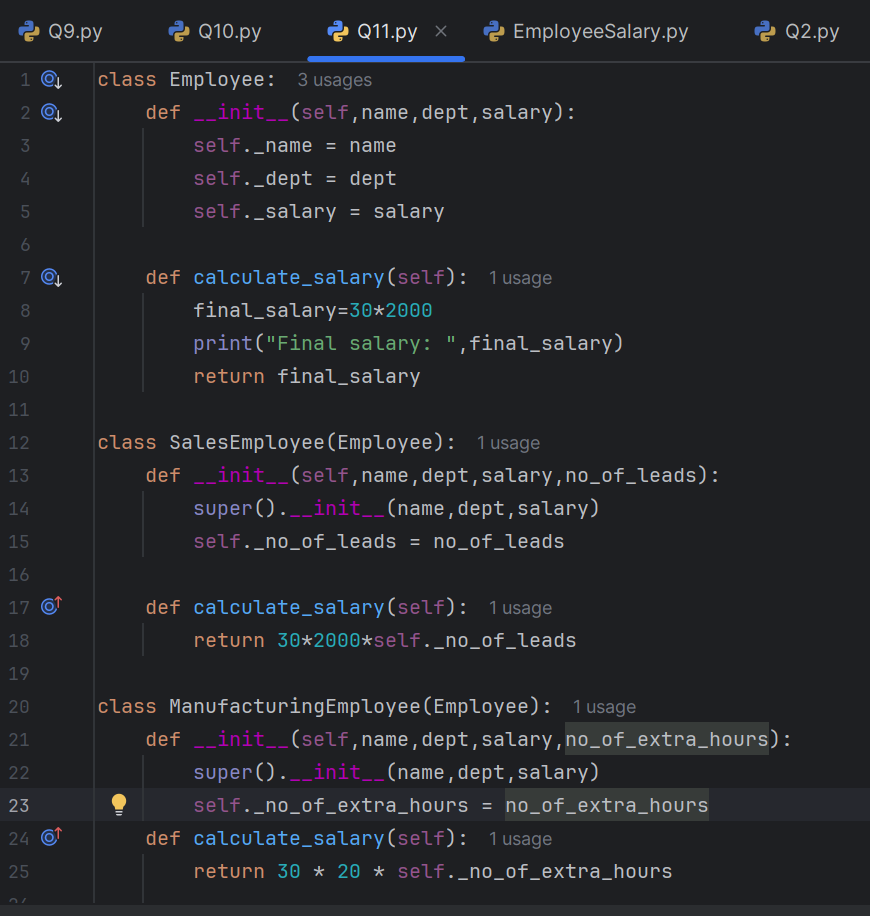 Q9.py Q10.py Q11.py EmployeeSalary.py Q2.py
1 class Employee: 3 usages
2     def __init__(self,name,dept,salary):
3         self._name = name
4         self._dept = dept
5         self._salary = salary
6
7     def calculate_salary(self): 1 usage
8         final_salary=30*2000
9         print("Final salary: ",final_salary)
10         return final_salary
11
12 class SalesEmployee(Employee): 1 usage
13     def __init__(self,name,dept,salary,no_of_leads):
14         super().__init__(name,dept,salary)
15         self._no_of_leads = no_of_leads
16
17     def calculate_salary(self): 1 usage
18         return 30*2000*self._no_of_leads
19
20 class ManufacturingEmployee(Employee): 1 usage
21     def __init__(self,name,dept,salary,no_of_extra_hours):
22         super().__init__(name,dept,salary)
23         self._no_of_extra_hours = no_of_extra_hours
24     def calculate_salary(self): 1 usage
25         return 30 * 20 * self._no_of_extra_hours